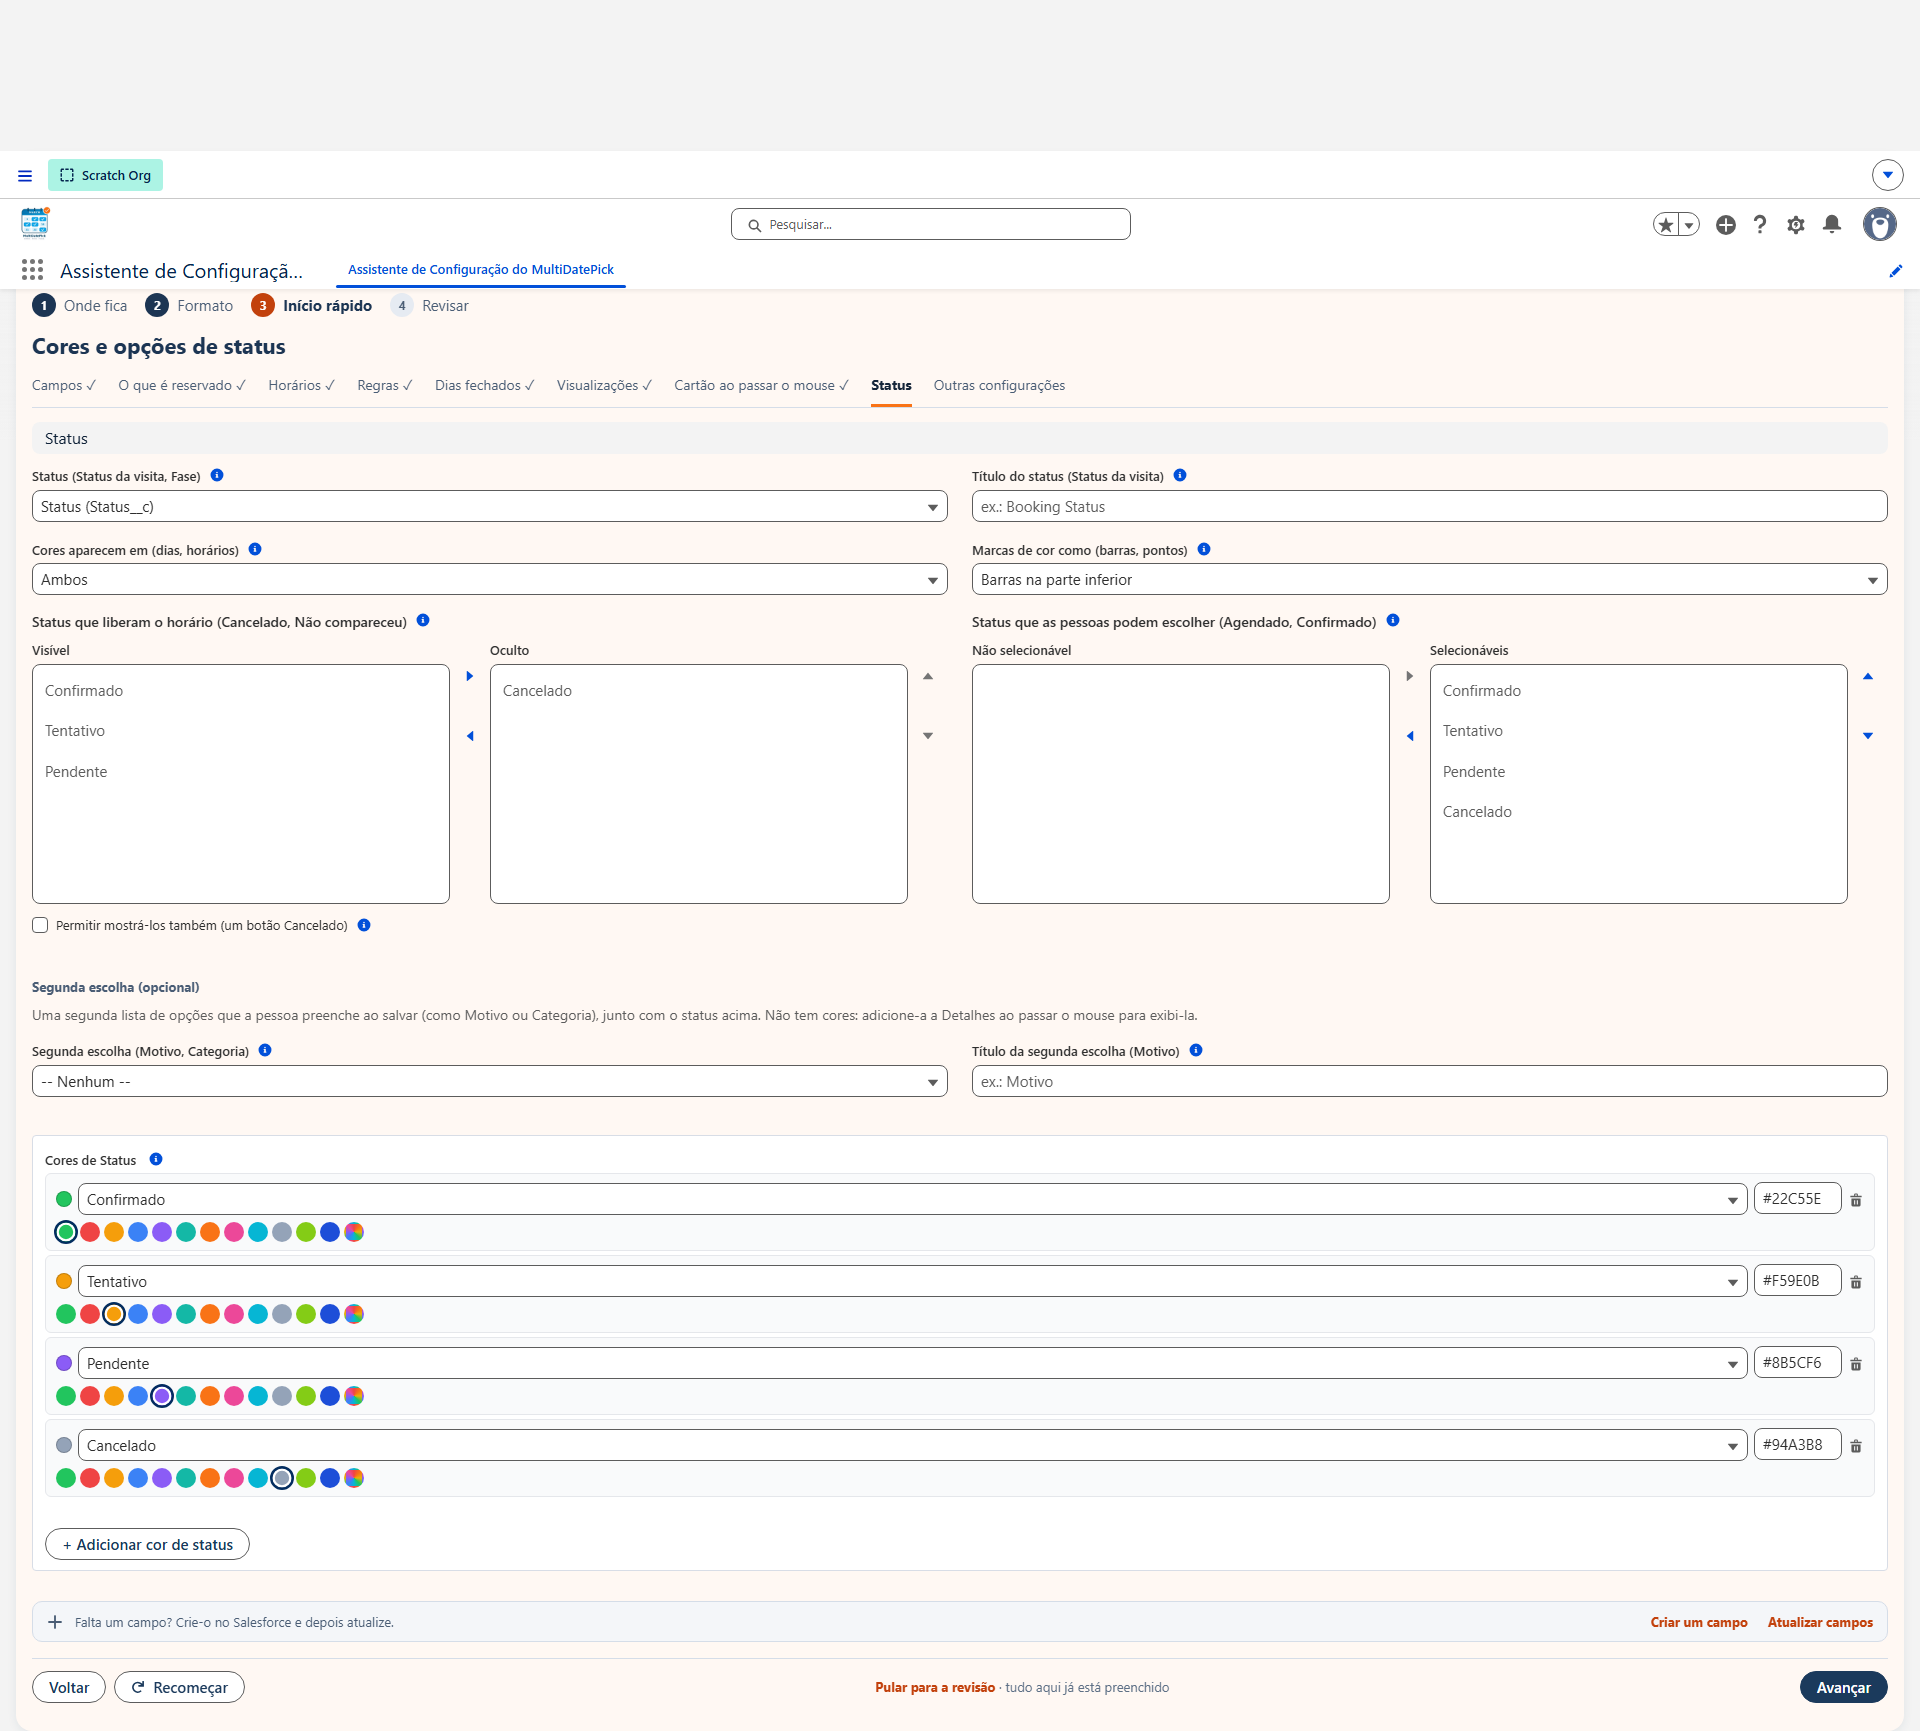 Scratch Org
Pesquisar...
Assistente de Configuraçã...
Assistente de Configuração do MultiDatePick
1 Onde fica 2 Formato 3 Início rápido 4 Revisar
Cores e opções de status
Campos ✓ O que é reservado ✓ Horários ✓ Regras ✓ Dias fechados ✓ Visualizações ✓ Cartão ao passar o mouse ✓ Status Outras configurações
Status
Status (Status da visita, Fase)
Status (Status__c)
Título do status (Status da visita)
ex.: Booking Status
Cores aparecem em (dias, horários)
Ambos
Marcas de cor como (barras, pontos)
Barras na parte inferior
Status que liberam o horário (Cancelado, Não compareceu)
Visível
Confirmado
Tentativo
Pendente
Oculto
Cancelado
Status que as pessoas podem escolher (Agendado, Confirmado)
Não selecionável
Selecionáveis
Confirmado
Tentativo
Pendente
Cancelado
Permitir mostrá-los também (um botão Cancelado)
Segunda escolha (opcional)
Uma segunda lista de opções que a pessoa preenche ao salvar (como Motivo ou Categoria), junto com o status acima. Não tem cores: adicione-a a Detalhes ao passar o mouse para exibi-la.
Segunda escolha (Motivo, Categoria)
-- Nenhum --
Título da segunda escolha (Motivo)
ex.: Motivo
Cores de Status
Confirmado #22C55E
Tentativo #F59E0B
Pendente #8B5CF6
Cancelado #94A3B8
+ Adicionar cor de status
Falta um campo? Crie-o no Salesforce e depois atualize.
Criar um campo Atualizar campos
Voltar Recomeçar
Pular para a revisão · tudo aqui já está preenchido
Avançar